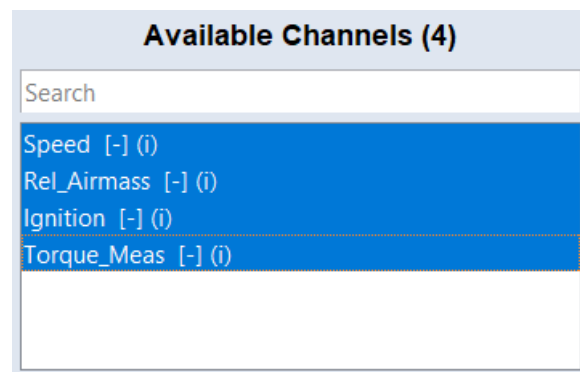 Available Channels (4)
Search
Speed [-] (i)
Rel_Airmass [-] (i)
Ignition [-] (i)
Torque_Meas [-] (i)